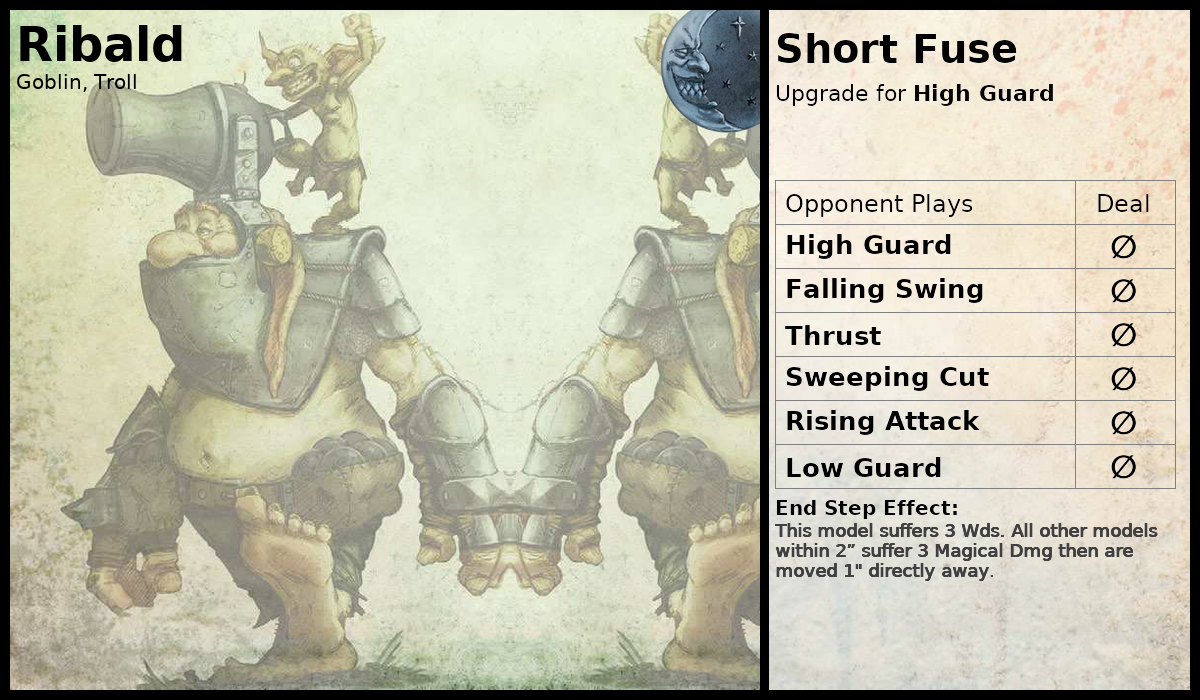 Ribald
Goblin, Troll
Short Fuse
Upgrade for High Guard
Opponent Plays Deal
High Guard ∅
Falling Swing ∅
Thrust ∅
Sweeping Cut ∅
Rising Attack ∅
Low Guard ∅
End Step Effect:
This model suffers 3 Wds. All other models
within 2” suffer 3 Magical Dmg then are
moved 1" directly away.